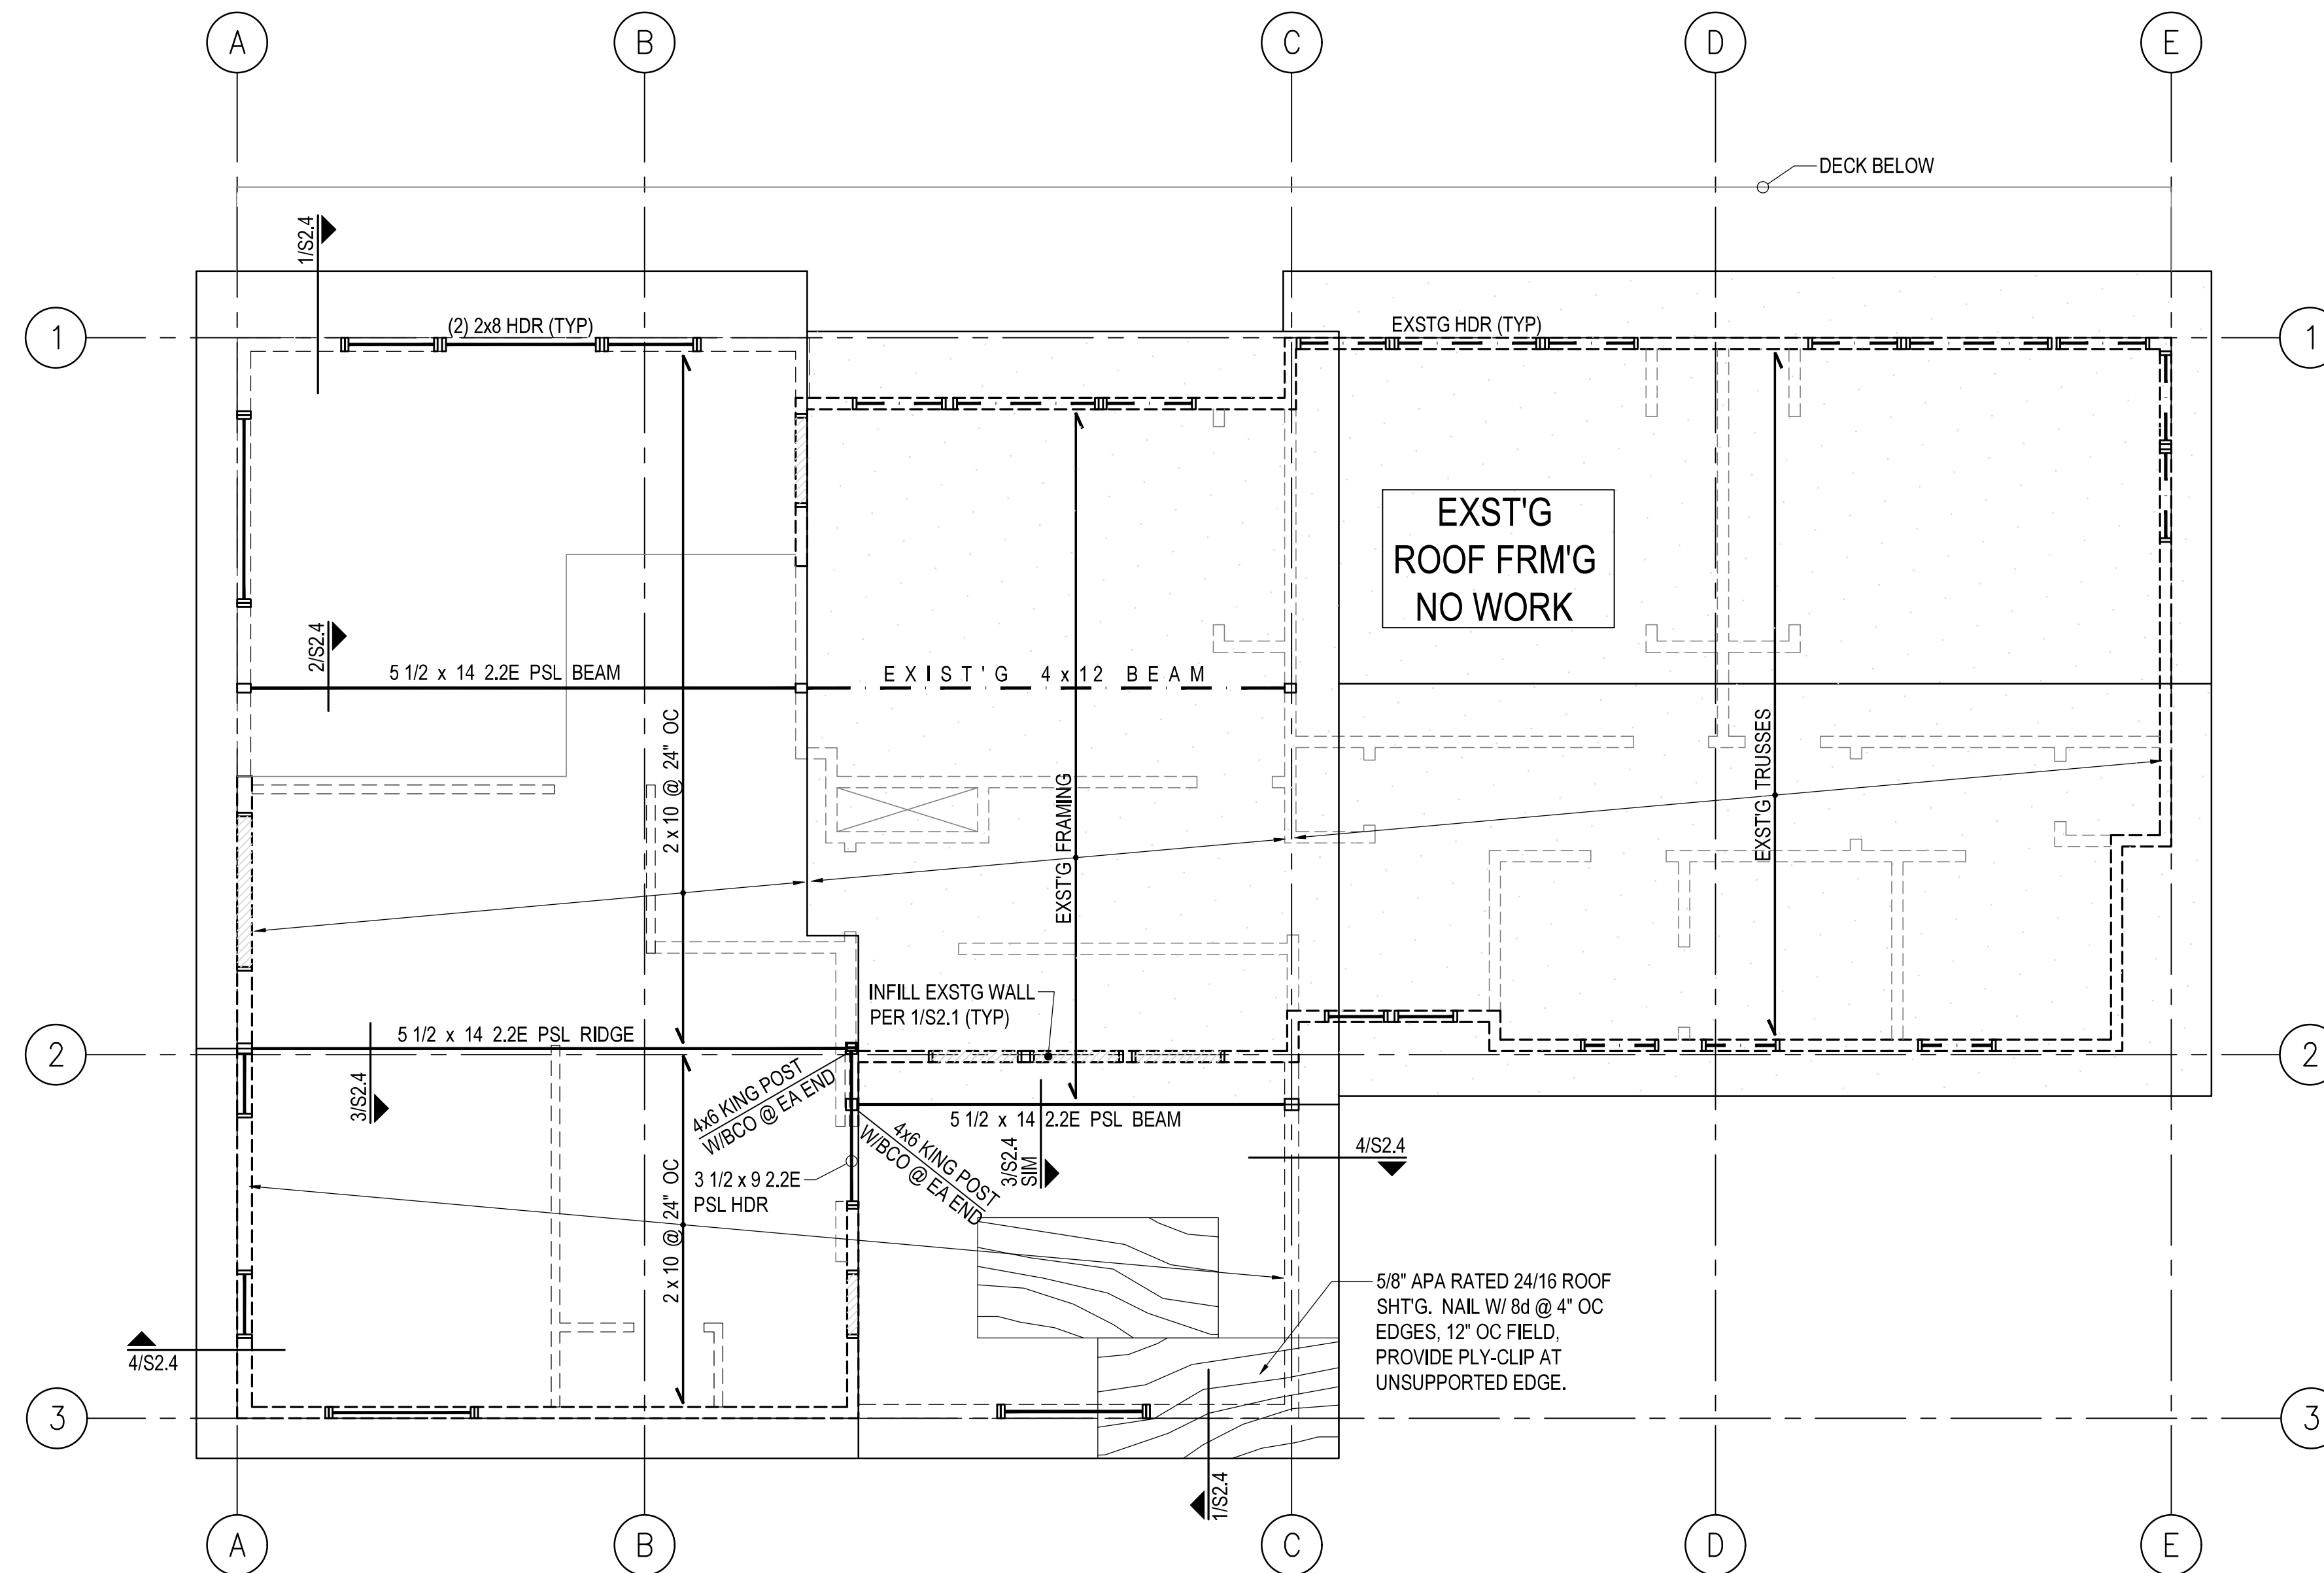 A
B
C
D
E
DECK BELOW
1/S2.4
1
(2) 2x8 HDR (TYP)
EXSTG HDR (TYP)
1
EXST'G
ROOF FRM'G
NO WORK
2/S2.4
5 1/2 x 14 2.2E PSL BEAM
EXIST'G 4x12 BEAM
2 x 10 @ 24" OC
EXST'G FRAMING
EXST'G TRUSSES
INFILL EXSTG WALL
PER 1/S2.1 (TYP)
5 1/2 x 14 2.2E PSL RIDGE
2
2
3/S2.4
4x6 KING POST
W/BCO @ EA END
5 1/2 x 14 2.2E PSL BEAM
4x6 KING POST
W/BCO @ EA END
3/S2.4
SIM
4/S2.4
3 1/2 x 9 2.2E
PSL HDR
2 x 10 @ 24" OC
5/8" APA RATED 24/16 ROOF
SHT'G. NAIL W/ 8d @ 4" OC
EDGES, 12" OC FIELD,
PROVIDE PLY-CLIP AT
UNSUPPORTED EDGE.
4/S2.4
3
3
1/S2.4
A
B
C
D
E